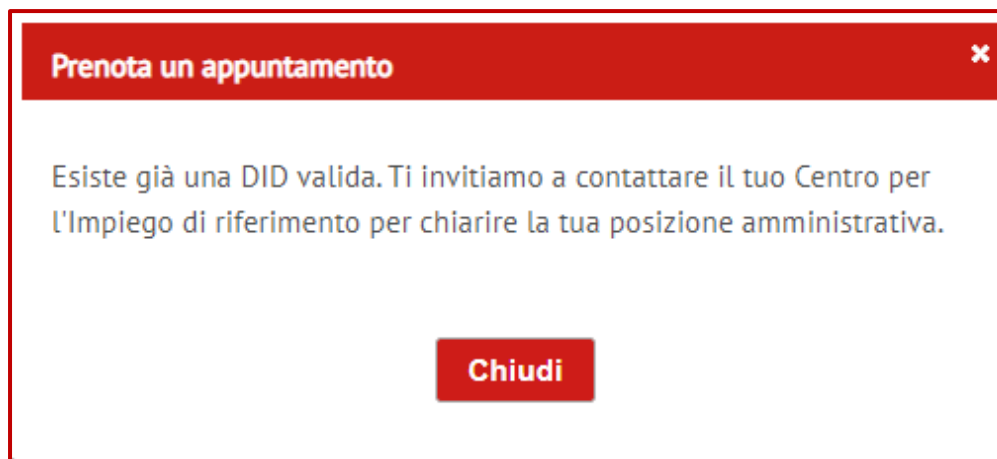 Prenota un appuntamento
Esiste già una DID valida. Ti invitiamo a contattare il tuo Centro per
l'Impiego di riferimento per chiarire la tua posizione amministrativa.
Chiudi